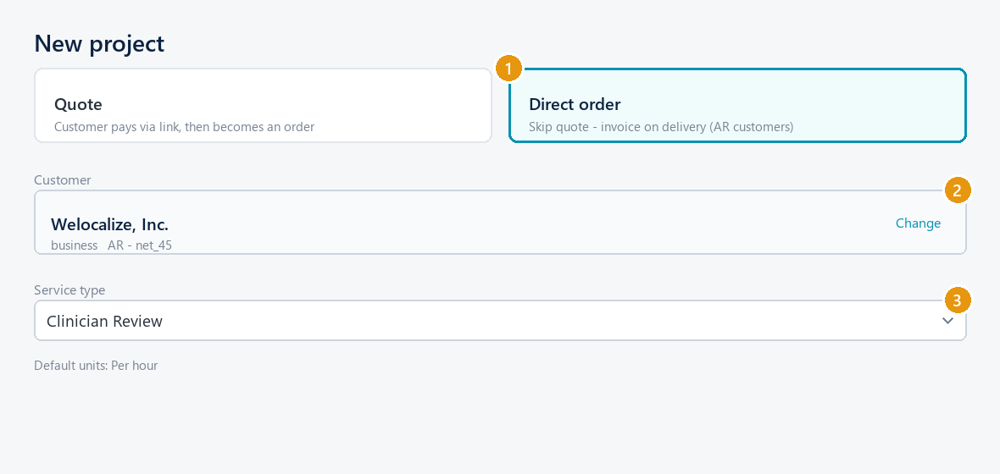 New project
1
Quote
Customer pays via link, then becomes an order
Direct order
Skip quote - invoice on delivery (AR customers)
Customer
2
Welocalize, Inc.
Change
business AR - net_45
Service type
3
Clinician Review
Default units: Per hour